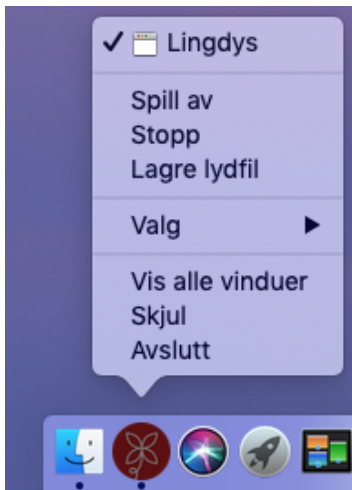 ✓ Lingdys
Spill av
Stopp
Lagre lydfil
Valg ▶
Vis alle vinduer
Skjul
Avslutt